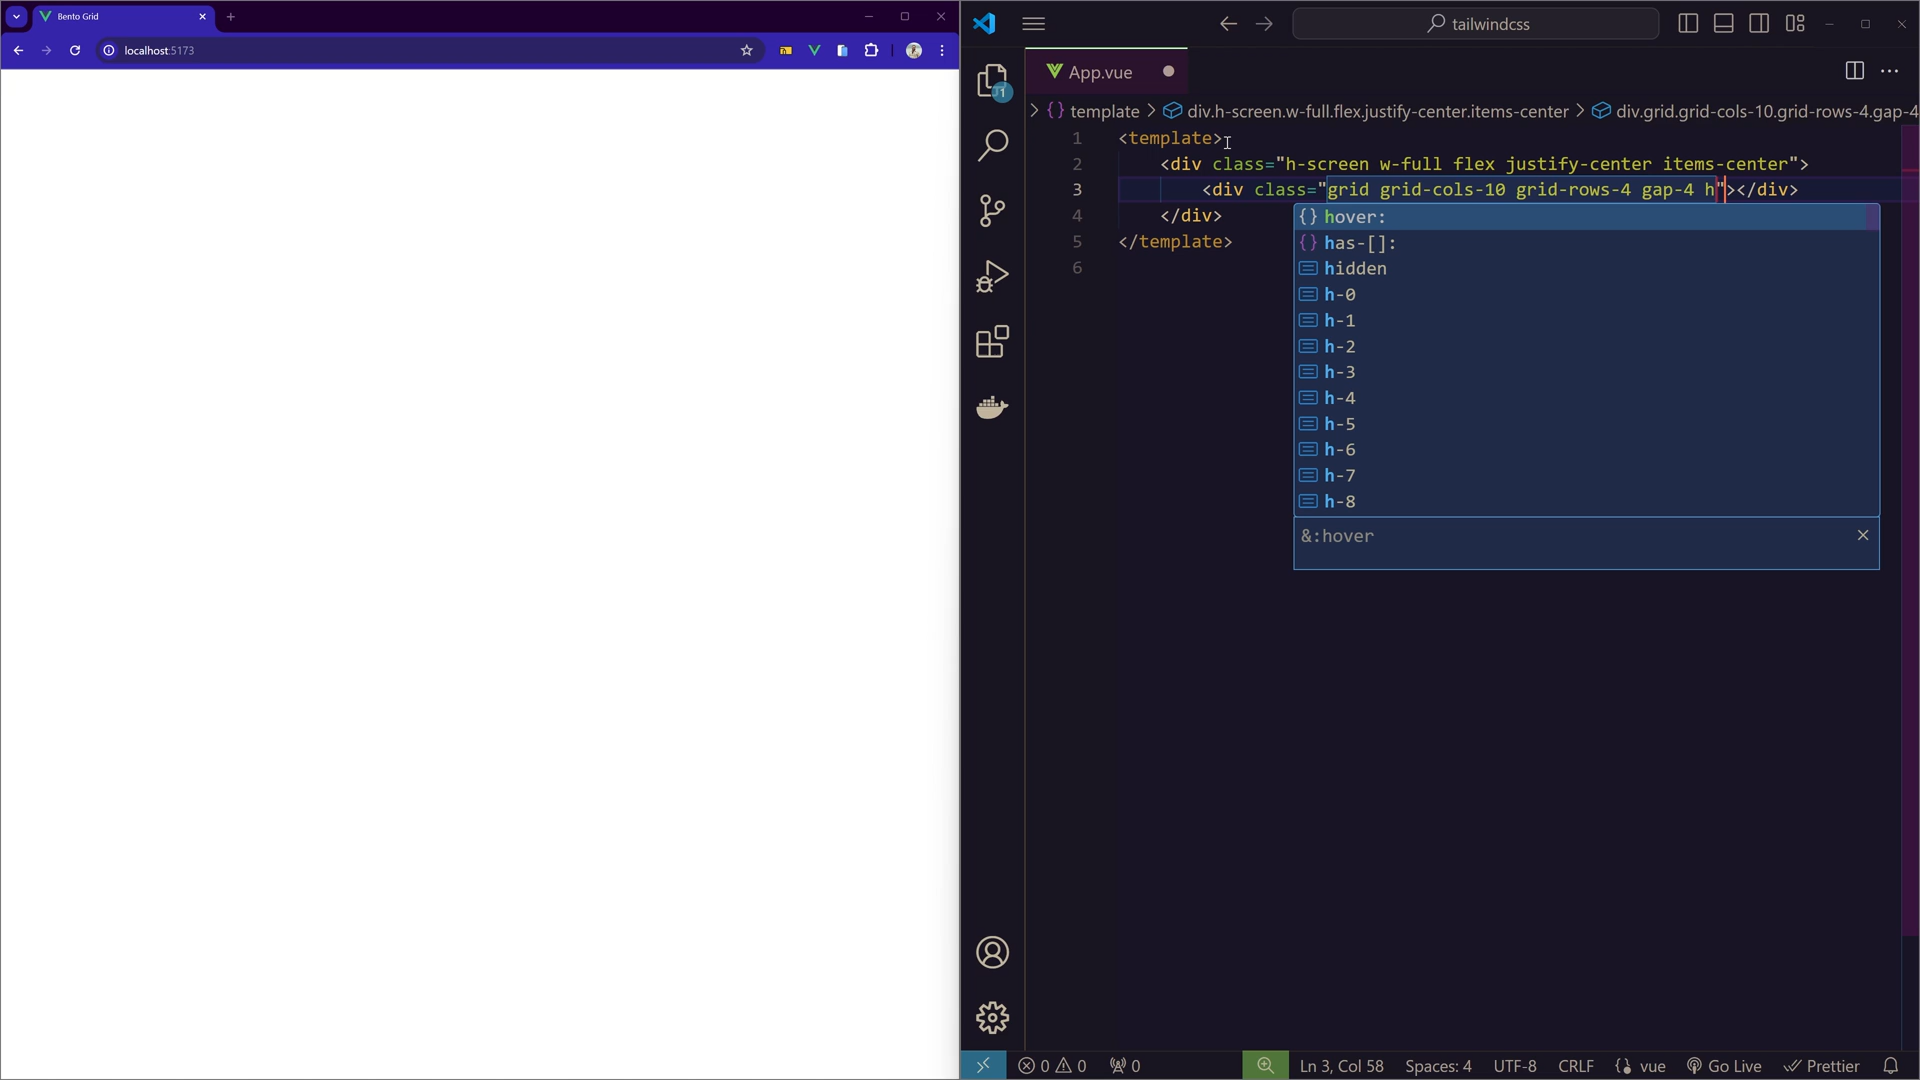 Bento Grid
localhost:5173
tailwindcss
App.vue
1
template
div.h-screen.w-full.flex.justify-center.items-center
div.grid.grid-cols-10.grid-rows-4.gap-4
1 <template>
2 <div class="h-screen w-full flex justify-center items-center">
3 <div class="grid grid-cols-10 grid-rows-4 gap-4 h"></div>
4 </div>
5 </template>
6
{} hover:
{} has-[]:
hidden
h-0
h-1
h-2
h-3
h-4
h-5
h-6
h-7
h-8
&:hover
0 0 0
Ln 3, Col 58
Spaces: 4
UTF-8
CRLF
vue
Go Live
Prettier